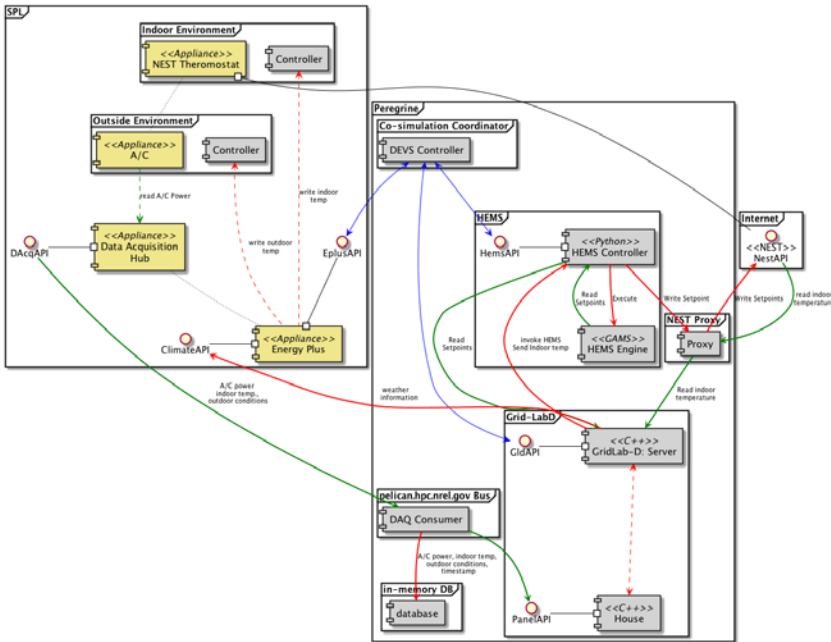 SPL
Indoor Environment
<<Appliance>>
NEST Theromostat
Controller
Outside Environment
<<Appliance>>
A/C
Controller
read A/C Power
write indoor
temp
write outdoor
temp
DAcqAPI
<<Appliance>>
Data Acquisition
Hub
EplusAPI
ClimateAPI
<<Appliance>>
Energy Plus
A/C power
indoor temp.,
outdoor conditions
Peregrine
Co-simulation Coordinator
DEVS Controller
HEMS
HemsAPI
<<Python>>
HEMS Controller
Read
Setpoints
Execute
Write Setpoint
<<GAMS>>
HEMS Engine
Internet
<<NEST>>
NestAPI
read indoor
temperature
Write Setpoints
NEST Proxy
Proxy
Read
Setpoints
invoke HEMS
Send Indoor temp
weather
information
Read indoor
temperature
Grid-LabD
GldAPI
<<C++>>
GridLab-D: Server
pelican.hpc.nrel.gov Bus
DAQ Consumer
A/C power, indoor temp,
outdoor conditions,
timestamp
in-memory DB
database
PanelAPI
<<C++>>
House